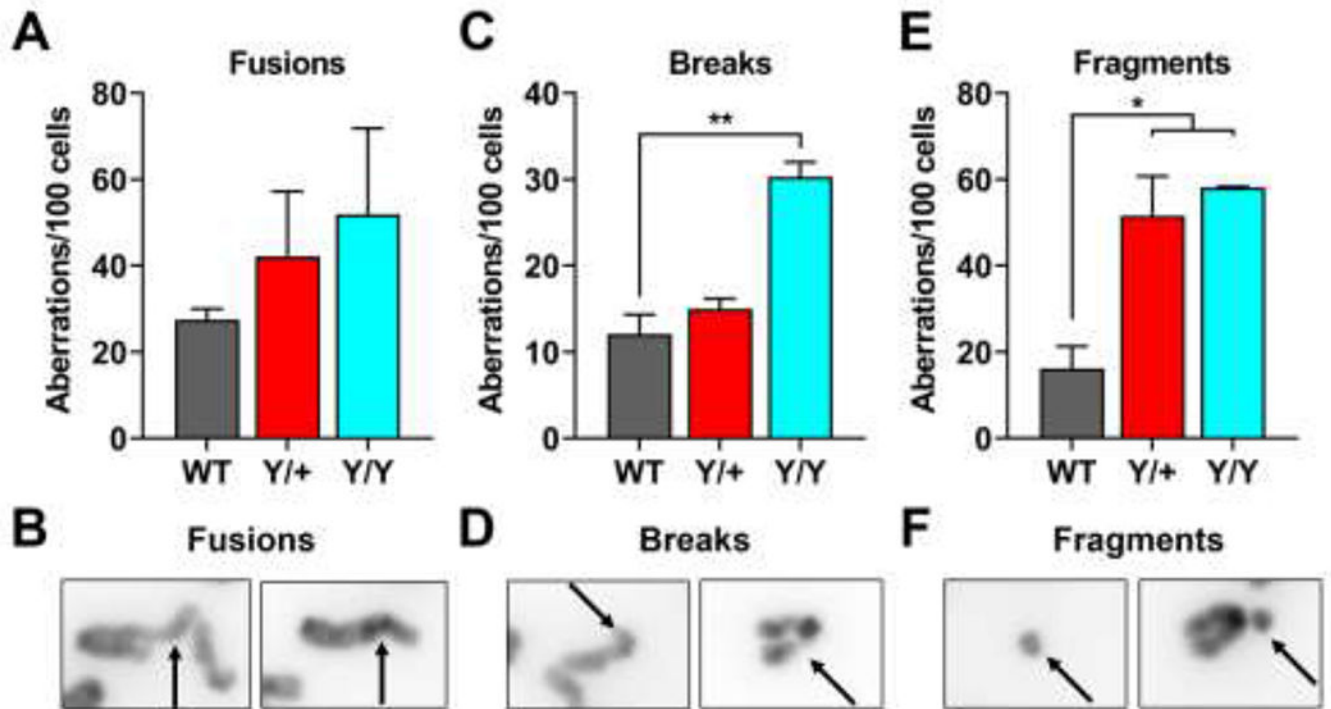 A
Fusions
Aberrations/100 cells
80
60
40
20
0
WT Y/+ Y/Y
C
Breaks
Aberrations/100 cells
40
30
20
10
0
**
WT Y/+ Y/Y
E
Fragments
Aberrations/100 cells
80
60
40
20
0
*
WT Y/+ Y/Y
B
Fusions
D
Breaks
F
Fragments